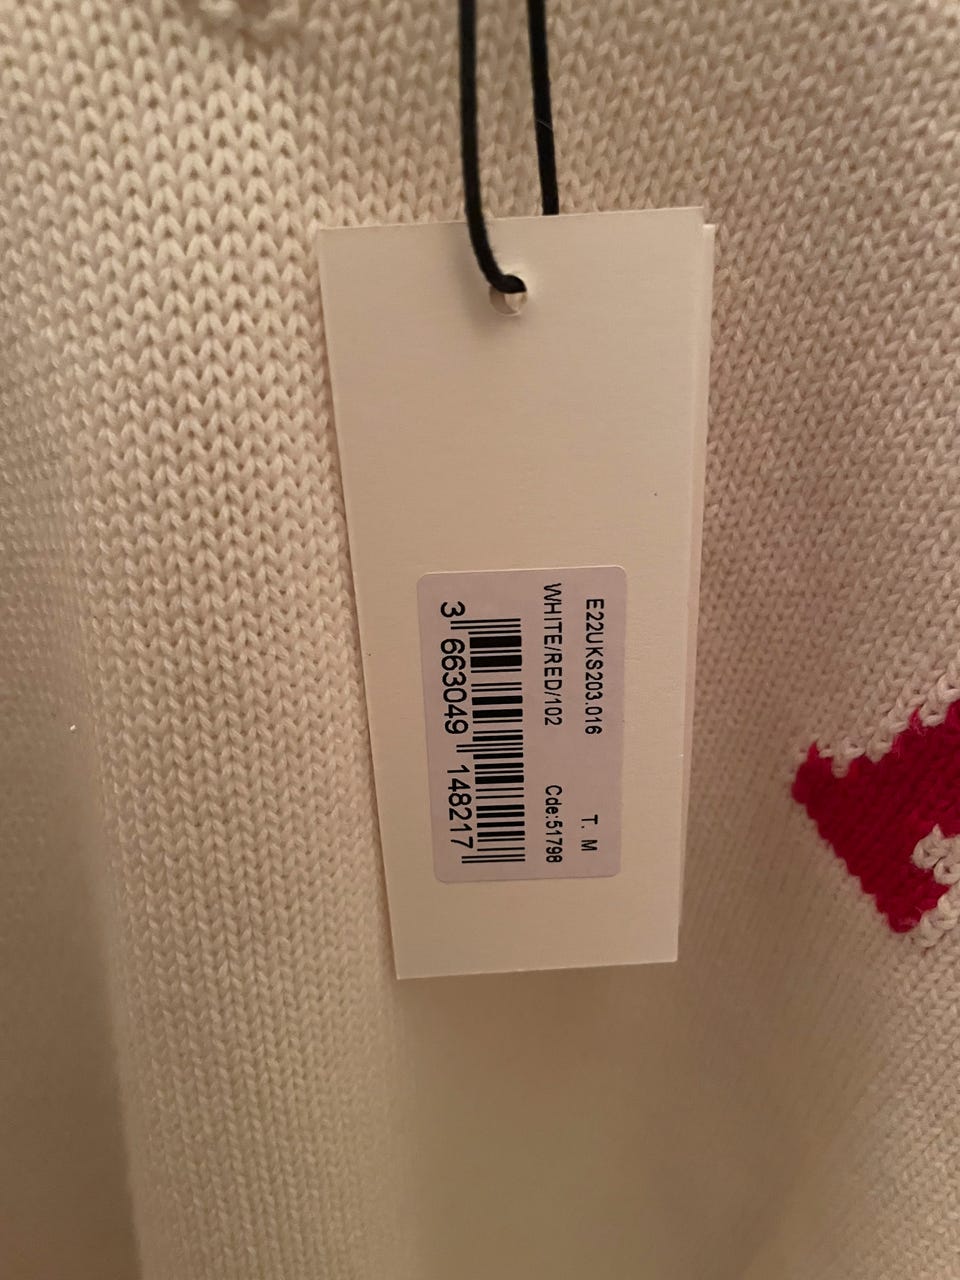 E22UKS203.016 T. M
WHITE/RED/102 Cde:51798
3 663049 148217